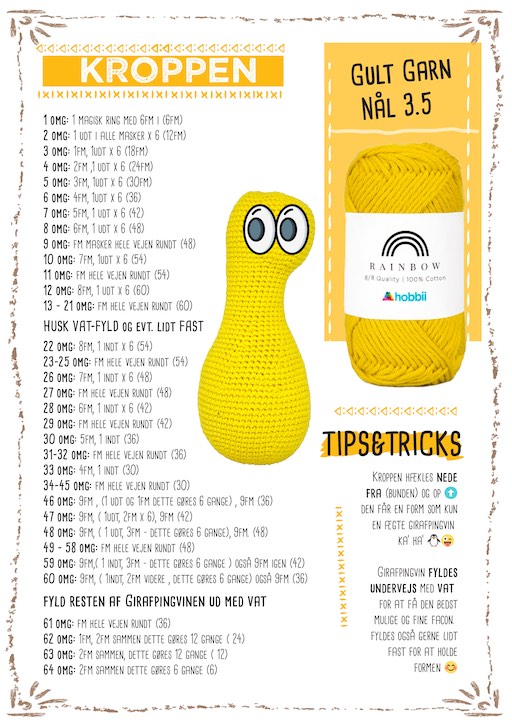 KROPPEN
1 omg: 1 magisk ring med 6fm i (6fm)
2 omg: 1 udt i alle masker x 6 (12fm)
3 omg: 1fm, 1udt x 6 (18fm)
4 omg: 2fm ,1 udt x 6 (24fm)
5 omg: 3fm, 1udt x 6 (30fm)
6 omg: 4fm, 1udt x 6 (36)
7 omg: 5fm, 1 udt x 6 (42)
8 omg: 6fm, 1 udt x 6 (48)
9 omg: fm masker hele vejen rundt (48)
10 omg: 7fm, 1udt x 6 (54)
11 omg: fm hele vejen rundt (54)
12 omg: 8fm, 1 udt x 6 (60)
13 - 21 omg: fm hele vejen rundt (60)
Husk vat-fyld og evt. lidt fast
22 omg: 8fm, 1 indt x 6 (54)
23-25 omg: fm hele vejen rundt (54)
26 omg: 7fm, 1 indt x 6 (48)
27 omg: fm hele vejen rundt (48)
28 omg: 6fm, 1 indt x 6 (42)
29 omg: fm hele vejen rundt (42)
30 omg: 5fm, 1 indt (36)
31-32 omg: fm hele vejen rundt (36)
33 omg: 4fm, 1 indt (30)
34-45 omg: fm hele vejen rundt (30)
46 omg: 9fm , (1 udt og 1fm dette gøres 6 gange) , 9fm (36)
47 omg: 9fm, ( 1udt, 2fm x 6), 9fm (42)
48 omg: 9fm, ( 1 udt, 3fm - dette gøres 6 gange), 9fm. (48)
49 - 58 omg: fm hele vejen rundt (48)
59 omg: 9fm,( 1 indt, 3fm - dette gøres 6 gange ) også 9fm igen (42)
60 omg: 9fm, ( 1indt, 2fm videre , dette gøres 6 gange) også 9fm (36)
fyld resten af Girafpingvinen ud med vat
61 omg: fm hele vejen rundt (36)
62 omg: 1fm, 2fm sammen dette gøres 12 gange ( 24)
63 omg: 2fm sammen, dette gøres 12 gange ( 12)
64 omg: 2fm sammen dette gøres 6 gange (6)
Gult Garn
Nål 3.5
RAINBOW
8/8 Quality | 100% Cotton
hobbii
TIPS&TRICKS
Kroppen hækles nede
fra (bunden) og op ⬆
den får en form som kun
en ægte girafpingvin
ka' ha' 🐧😜
Girafpingvin fyldes
undervejs med vat
for at få den bedst
mulige og fine facon.
fyldes også gerne lidt
fast for at holde
formen 😊